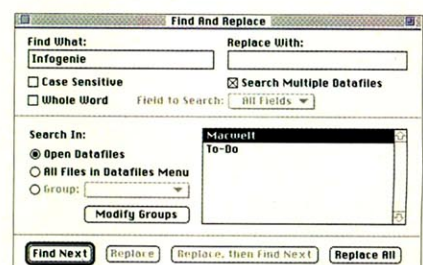 Find And Replace
Find What:
Replace With:
Infogenie
Case Sensitive
Search Multiple Datafiles
Whole Word
Field to Search: All Fields
Search In:
Macwelt
To-Do
Open Datafiles
All Files in Datafiles Menu
Group:
Modify Groups
Find Next
Replace
Replace, then Find Next
Replace All